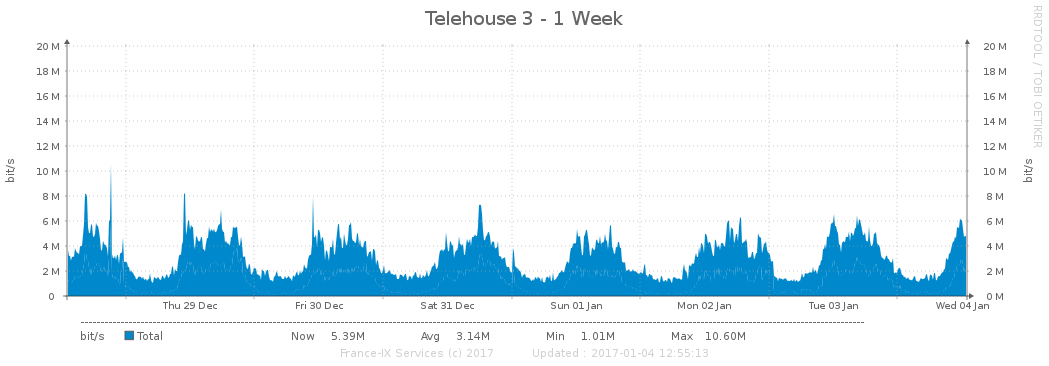 Telehouse 3 - 1 Week
RRDTOOL / TOBI OETIKER
20 M 20 M
18 M 18 M
16 M 16 M
14 M 14 M
12 M 12 M
10 M 10 M
8 M 8 M
6 M 6 M
4 M 4 M
2 M 2 M
0 0 M
bit/s
bit/s
Thu 29 Dec Fri 30 Dec Sat 31 Dec Sun 01 Jan Mon 02 Jan Tue 03 Jan Wed 04 Jan
bit/s Total Now 5.39M Avg 3.14M Min 1.01M Max 10.60M
France-IX Services (c) 2017 Updated : 2017-01-04 12:55:13